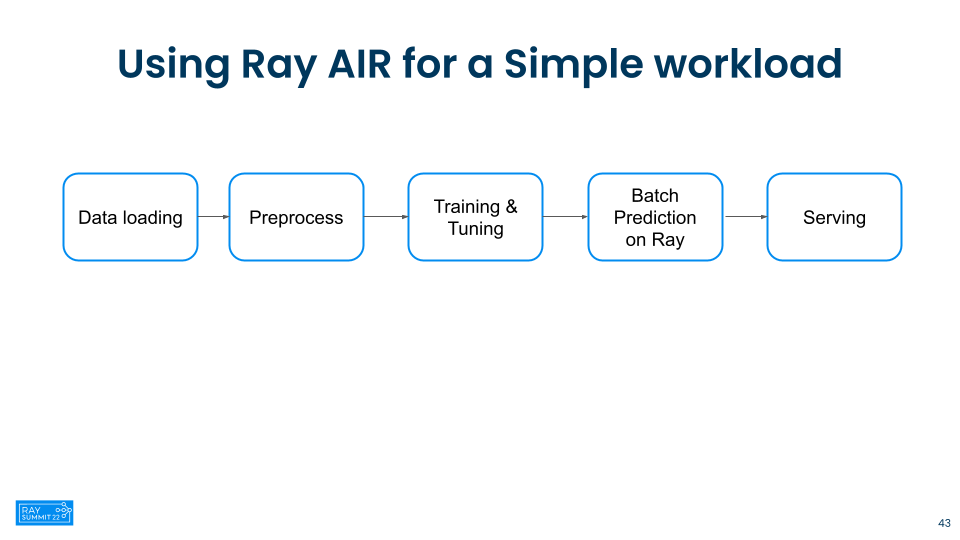 Using Ray AIR for a Simple workload
Data loading
Preprocess
Training &
Tuning
Batch
Prediction
on Ray
Serving
RAY
SUMMIT 22
43